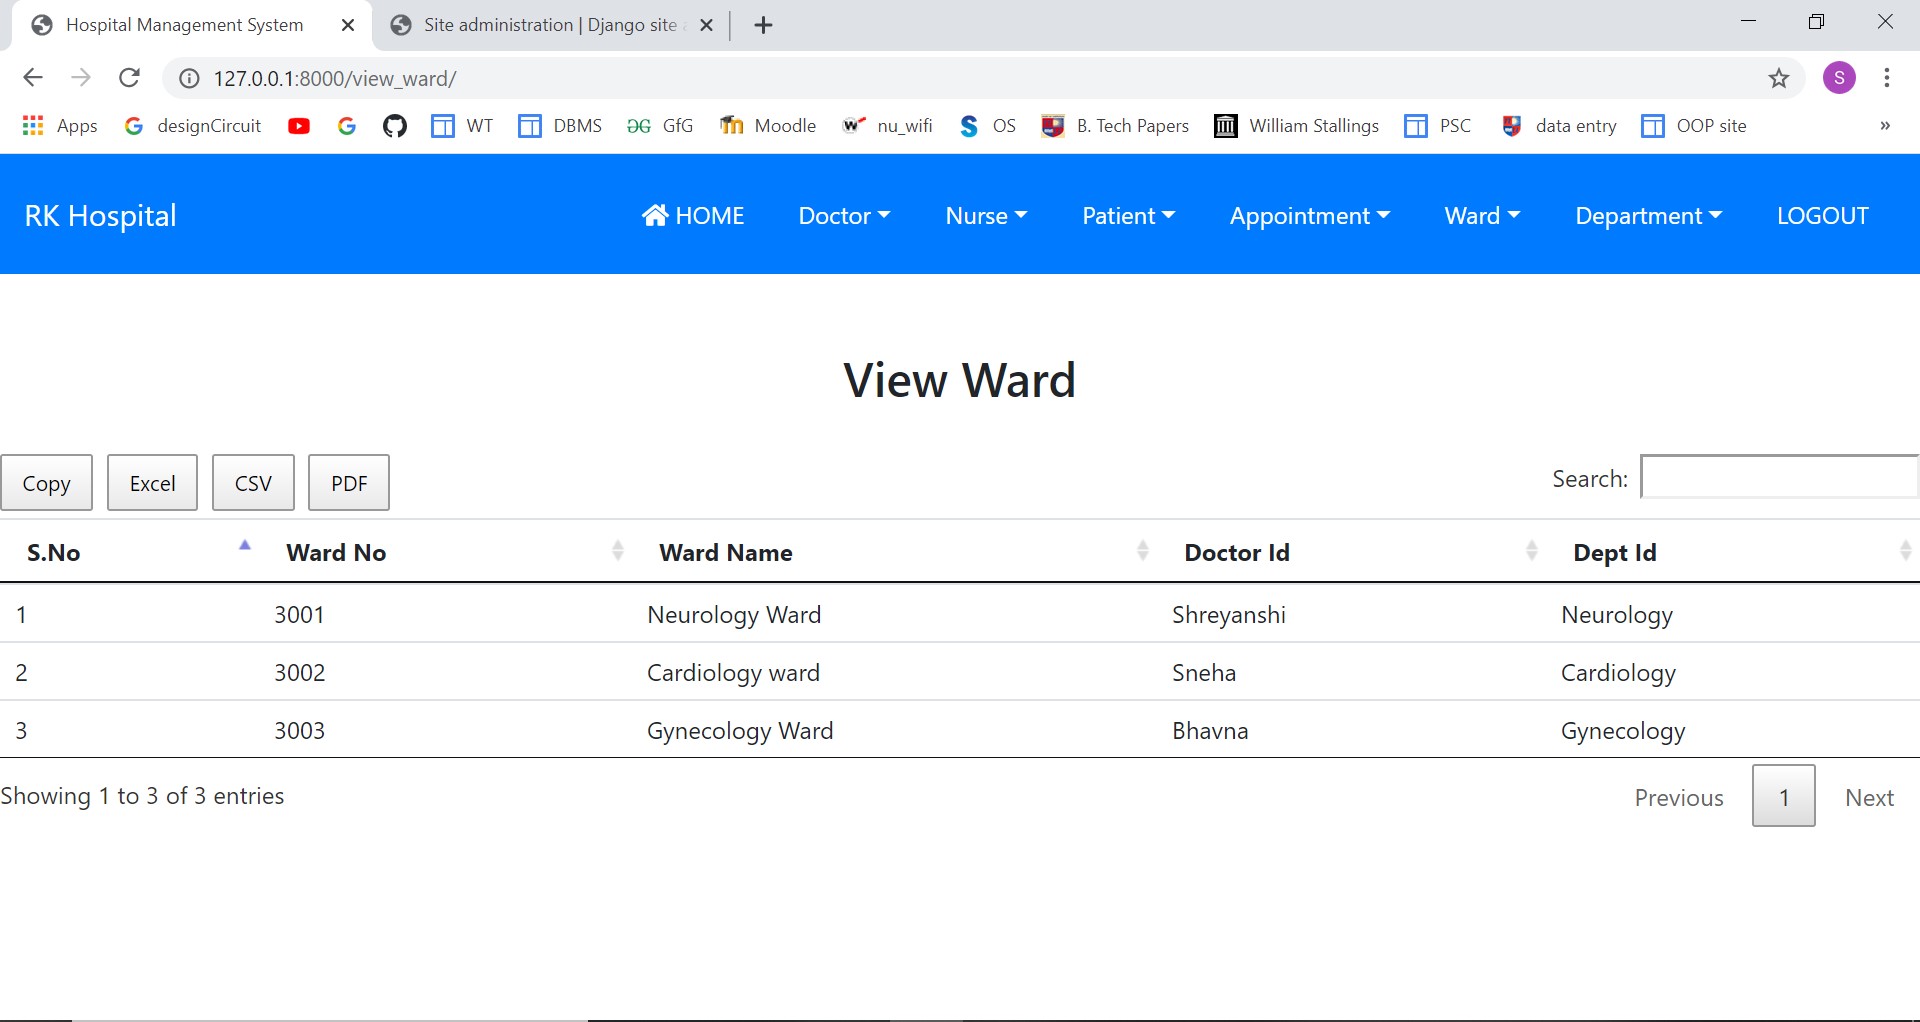 Hospital Management System
Site administration | Django site
127.0.0.1:8000/view_ward/
S
Apps designCircuit WT DBMS GfG Moodle nu_wifi OS B. Tech Papers William Stallings PSC data entry OOP site »
RK Hospital HOME Doctor Nurse Patient Appointment Ward Department LOGOUT
View Ward
Copy Excel CSV PDF Search:
S.No Ward No Ward Name Doctor Id Dept Id
1 3001 Neurology Ward Shreyanshi Neurology
2 3002 Cardiology ward Sneha Cardiology
3 3003 Gynecology Ward Bhavna Gynecology
Showing 1 to 3 of 3 entries Previous 1 Next